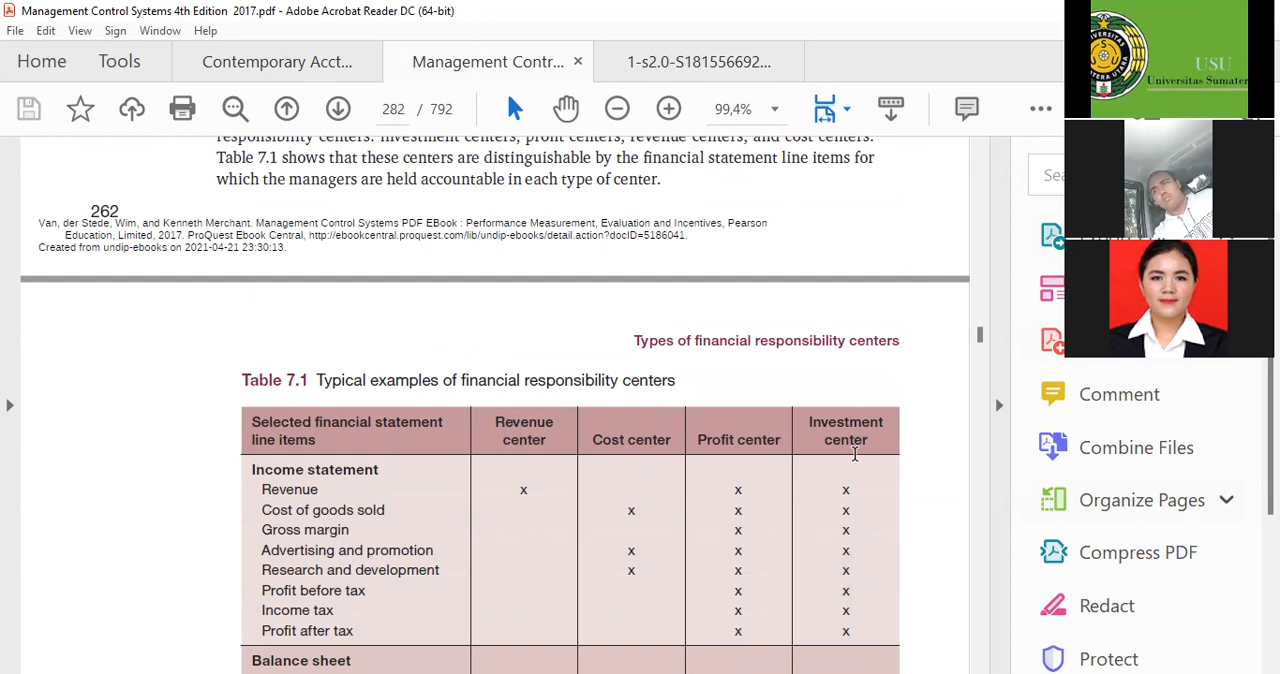 Management Control Systems 4th Edition 2017.pdf - Adobe Acrobat Reader DC (64-bit)
File Edit View Sign Window Help
Home Tools Contemporary Acct... Management Contr... × 1-s2.0-S181556692...
282 / 792 99,4%
responsibility centers: investment centers, profit centers, revenue centers, and cost centers.
Table 7.1 shows that these centers are distinguishable by the financial statement line items for
which the managers are held accountable in each type of center.
262
Van, der Stede, Wim, and Kenneth Merchant. Management Control Systems PDF EBook : Performance Measurement, Evaluation and Incentives, Pearson
Education, Limited, 2017. ProQuest Ebook Central, http://ebookcentral.proquest.com/lib/undip-ebooks/detail.action?docID=5186041.
Created from undip-ebooks on 2021-04-21 23:30:13.
Types of financial responsibility centers
Table 7.1 Typical examples of financial responsibility centers
Selected financial statement line items Revenue center Cost center Profit center Investment center
Income statement
Revenue x x x
Cost of goods sold x x x
Gross margin x x
Advertising and promotion x x x
Research and development x x x
Profit before tax x x
Income tax x x
Profit after tax x x
Balance sheet
Sea
Comment
Combine Files
Organize Pages
Compress PDF
Redact
Protect
USU
Universitas Sumater